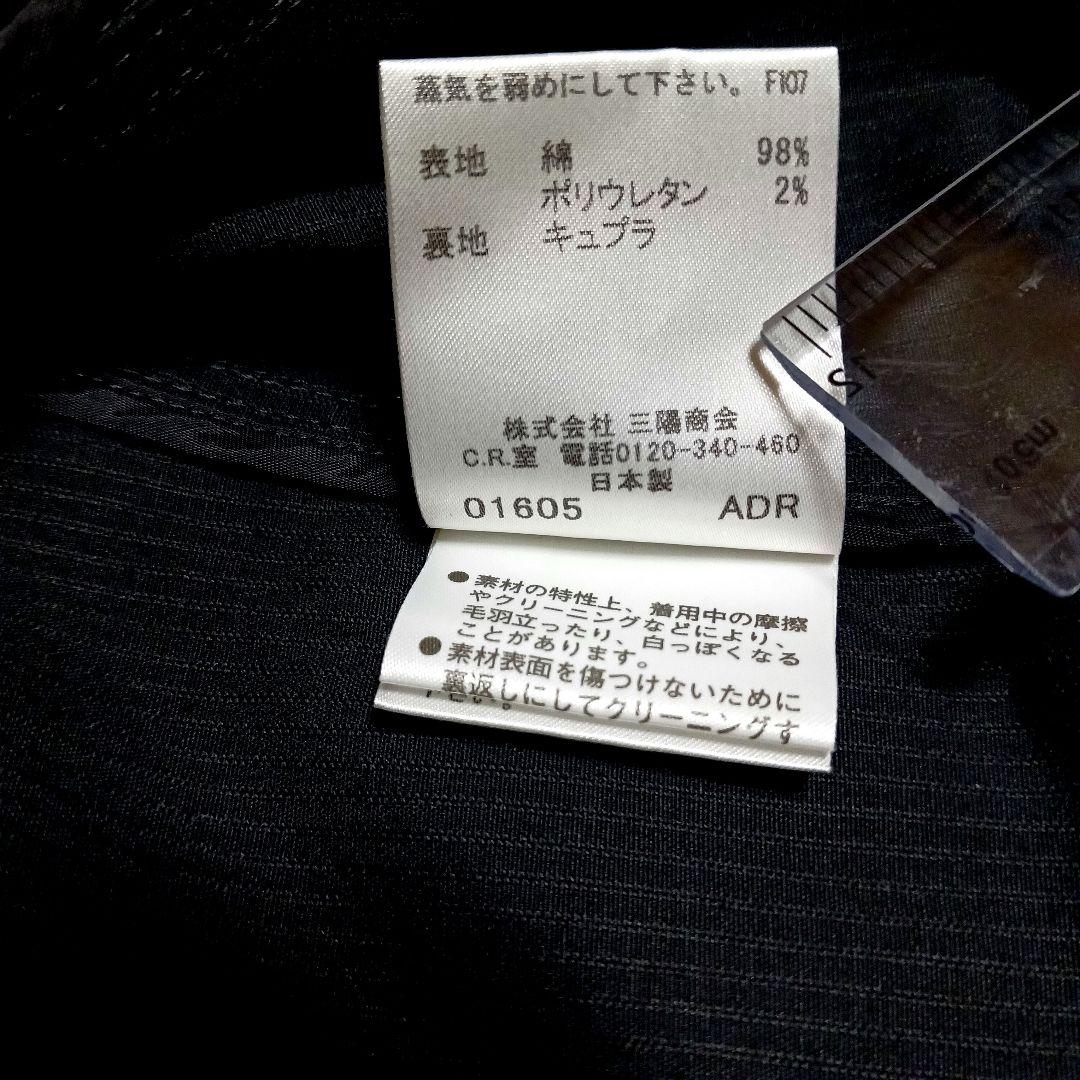 蒸気を弱めにして下さい。 F107
表地 綿 98%
ポリウレタン 2%
裏地 キュプラ
株式会社 三陽商会
C.R.室 電話0120-340-460
日本製
01605 ADR
●素材の特性上、着用中の摩擦
やクリーニングなどにより、
毛羽立ったり、白っぽくなる
ことがあります。
●素材表面を傷つけないために
裏返しにしてクリーニングす
15
10cm